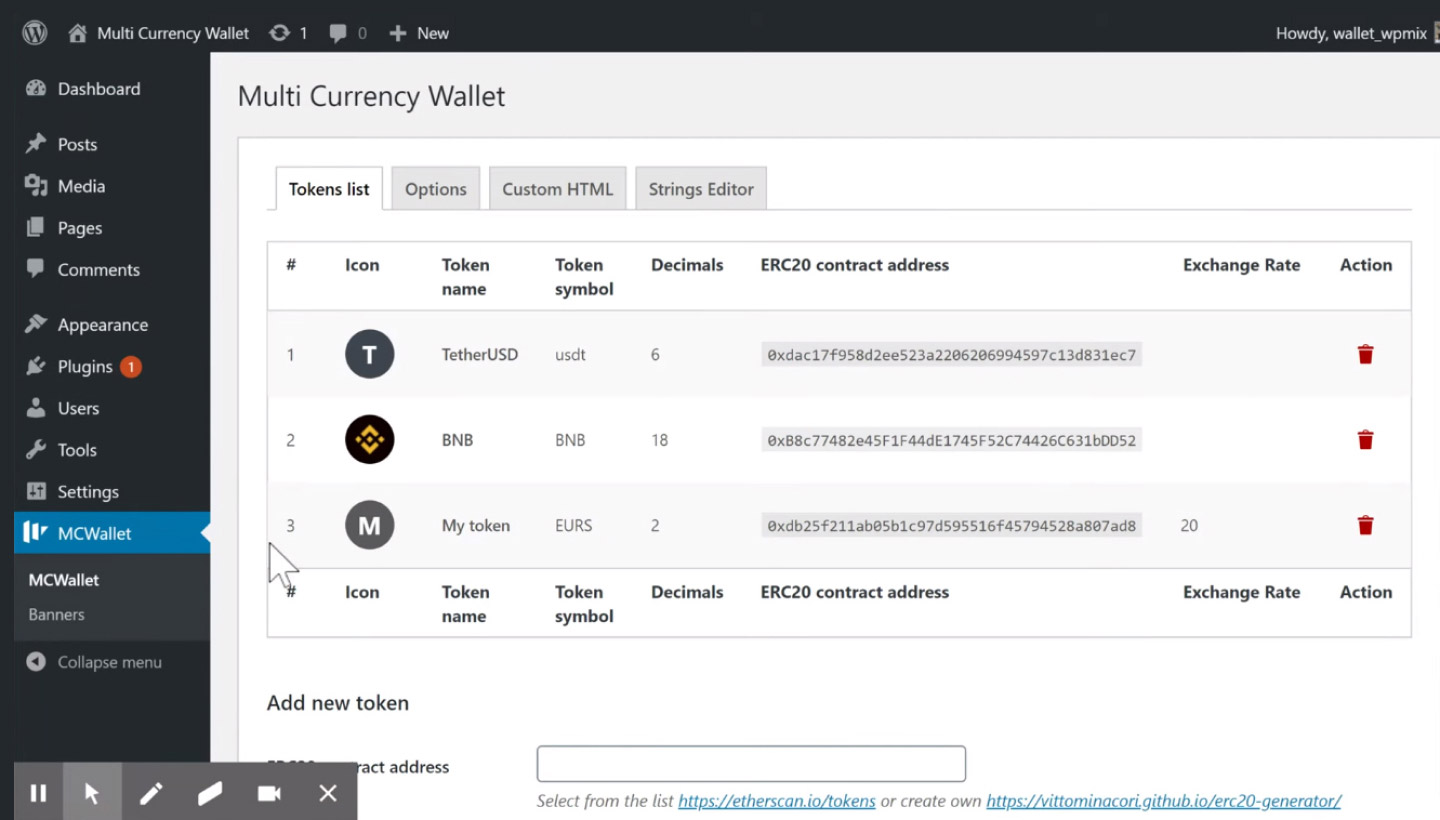 Multi Currency Wallet 1 0 New Howdy, wallet_wpmix
Dashboard
Posts
Media
Pages
Comments
Appearance
Plugins 1
Users
Tools
Settings
MCWallet
MCWallet
Banners
Collapse menu
Multi Currency Wallet
Tokens list Options Custom HTML Strings Editor
# Icon Token name Token symbol Decimals ERC20 contract address Exchange Rate Action
1 T TetherUSD usdt 6 0xdac17f958d2ee523a2206206994597c13d831ec7
2 BNB BNB 18 0xB8c77482e45F1F44dE1745F52C74426C631bDD52
3 M My token EURS 2 0xdb25f211ab05b1c97d595516f45794528a807ad8 20
# Icon Token name Token symbol Decimals ERC20 contract address Exchange Rate Action
Add new token
address
Select from the list https://etherscan.io/tokens or create own https://vittominacori.github.io/erc20-generator/